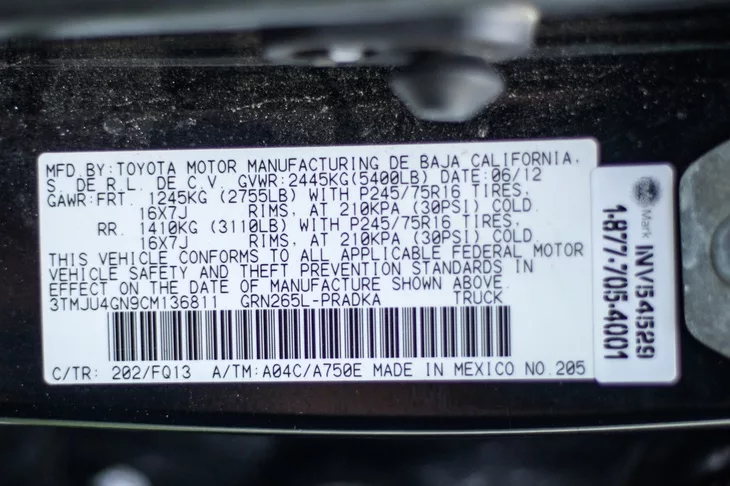 MFD.BY:TOYOTA MOTOR MANUFACTURING DE BAJA CALIFORNIA,
S. DE R.L. DE C.V. GVWR:2445KG(5400LB) DATE:06/12
GAWR:FRT. 1245KG (2755LB) WITH P245/75R16 TIRES,
16X7J RIMS, AT 210KPA (30PSI) COLD.
RR. 1410KG (3110LB) WITH P245/75R16 TIRES,
16X7J RIMS, AT 210KPA (30PSI) COLD.
THIS VEHICLE CONFORMS TO ALL APPLICABLE FEDERAL MOTOR
VEHICLE SAFETY AND THEFT PREVENTION STANDARDS IN
EFFECT ON THE DATE OF MANUFACTURE SHOWN ABOVE.
3TMJU4GN9CM136811 GRN265L-PRADKA TRUCK
C/TR: 202/FQ13 A/TM:A04C/A750E MADE IN MEXICO NO.205
Mark INV54529
1-877-705-4001